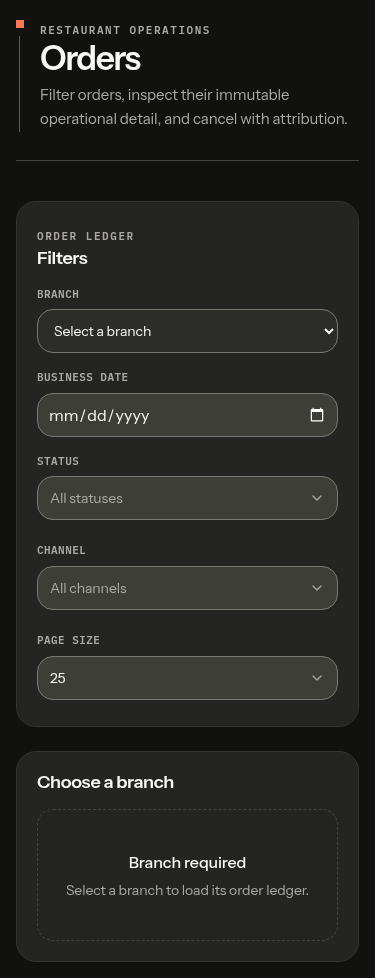 RESTAURANT OPERATIONS
Orders
Filter orders, inspect their immutable
operational detail, and cancel with attribution.
ORDER LEDGER
Filters
BRANCH
Select a branch
BUSINESS DATE
mm/dd/yyyy
STATUS
All statuses
CHANNEL
All channels
PAGE SIZE
25
Choose a branch
Branch required
Select a branch to load its order ledger.